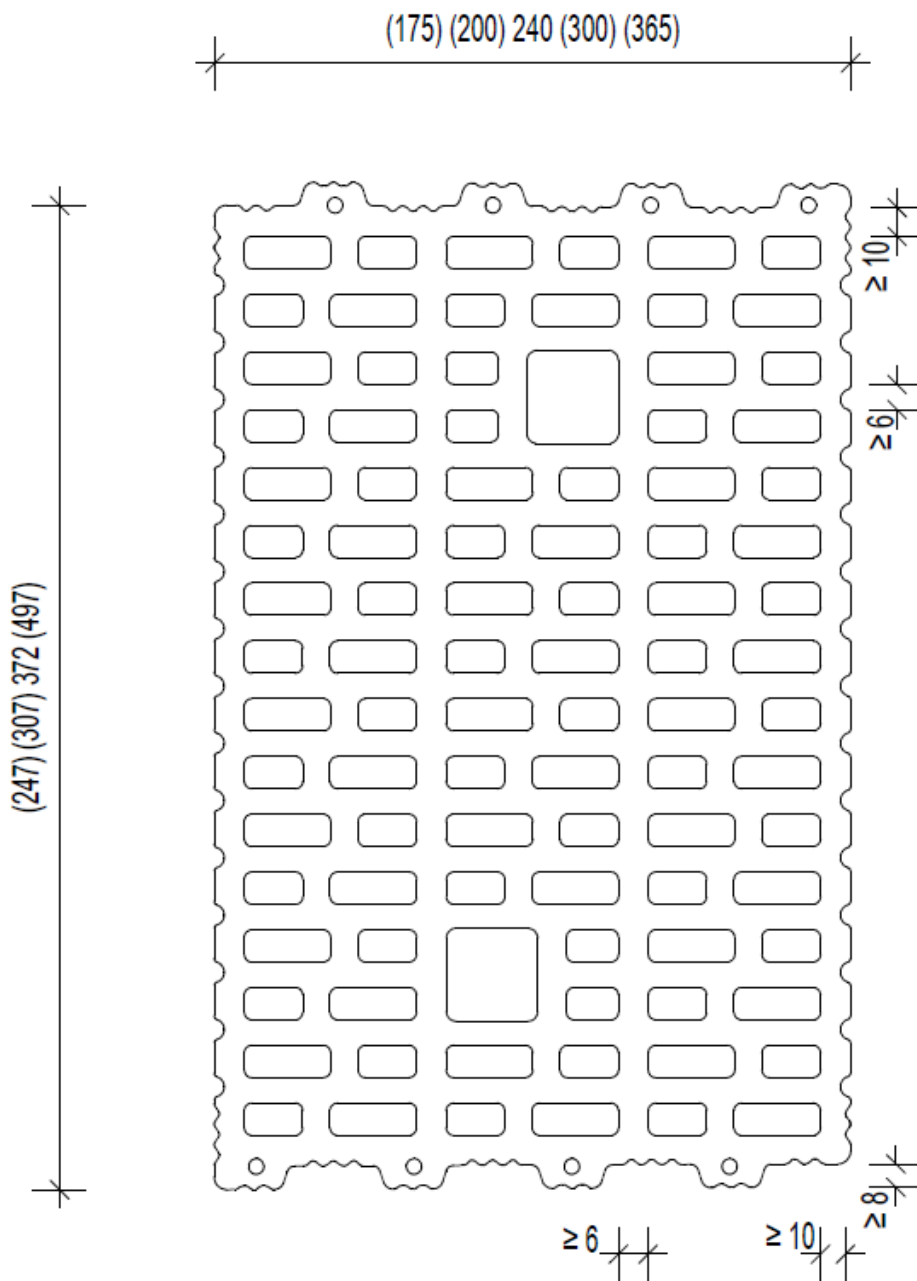 (175) (200) 240 (300) (365)
≥ 10
≥ 6
(247) (307) 372 (497)
≥ 8
≥ 6
≥ 10